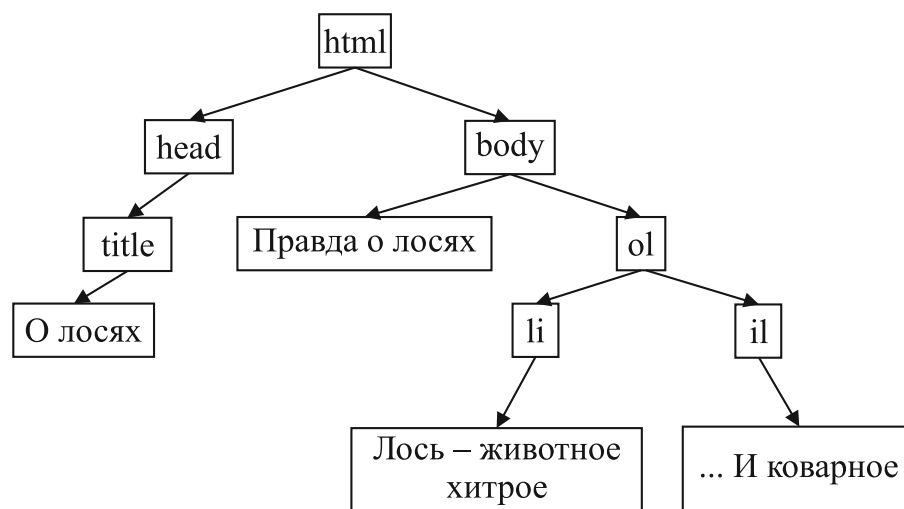 html
head
body
title
Правда о лосях
ol
О лосях
li
il
Лось – животное
хитрое
... И коварное